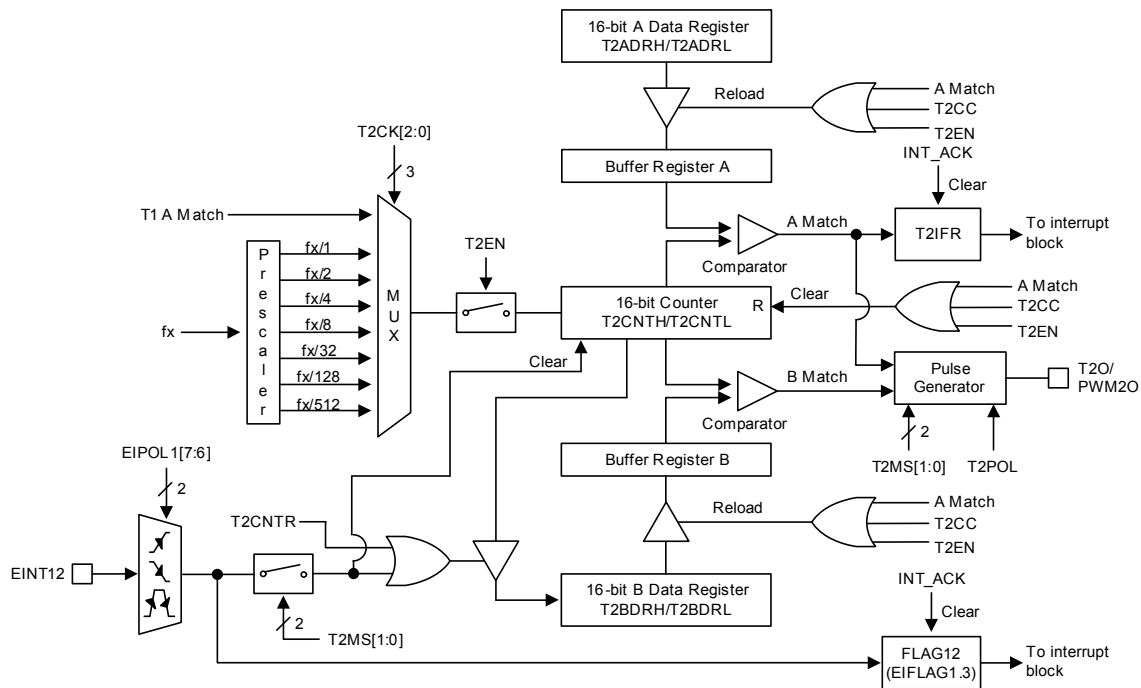 16-bit A Data Register
T2ADRH/T2ADRL
Reload
A Match
T2CC
T2EN
T2CK[2:0]
3
Buffer Register A
INT_ACK
Clear
T1 A Match
Prescaler
fx/1
fx/2
fx/4
fx/8
fx/32
fx/128
fx/512
fx
MUX
T2EN
Comparator
A Match
T2IFR
To interrupt
block
16-bit Counter
T2CNTH/T2CNTL
R
Clear
A Match
T2CC
T2EN
Clear
B Match
Comparator
Pulse
Generator
T2O/
PWM2O
2
T2MS[1:0]
T2POL
Buffer Register B
EIPOL1[7:6]
2
Reload
A Match
T2CC
T2EN
T2CNTR
EINT12
2
T2MS[1:0]
16-bit B Data Register
T2BDRH/T2BDRL
INT_ACK
Clear
FLAG12
(EIFLAG1.3)
To interrupt
block